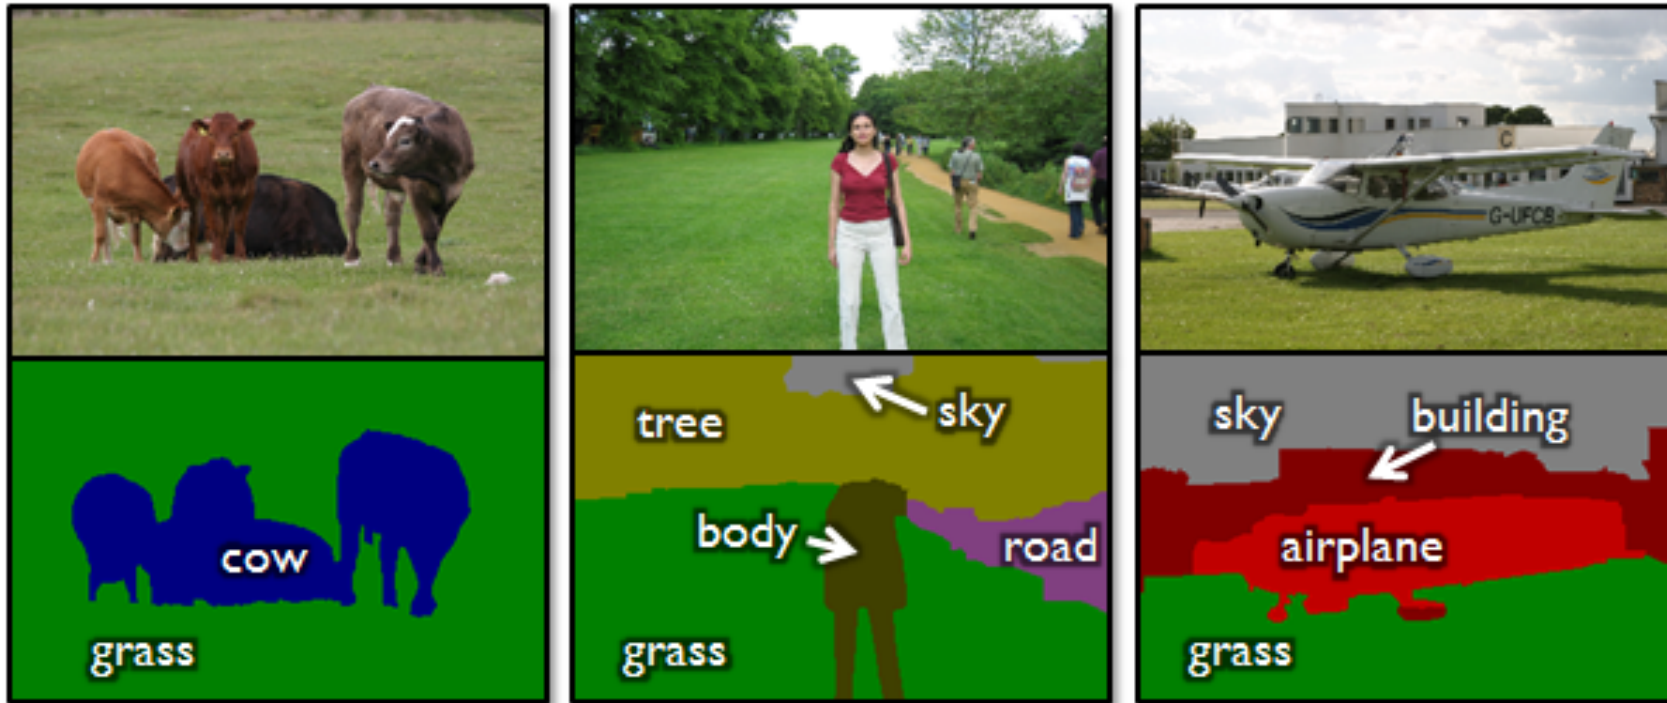 C
G-UFCB
cow
grass
tree
sky
body
road
grass
sky
building
airplane
grass